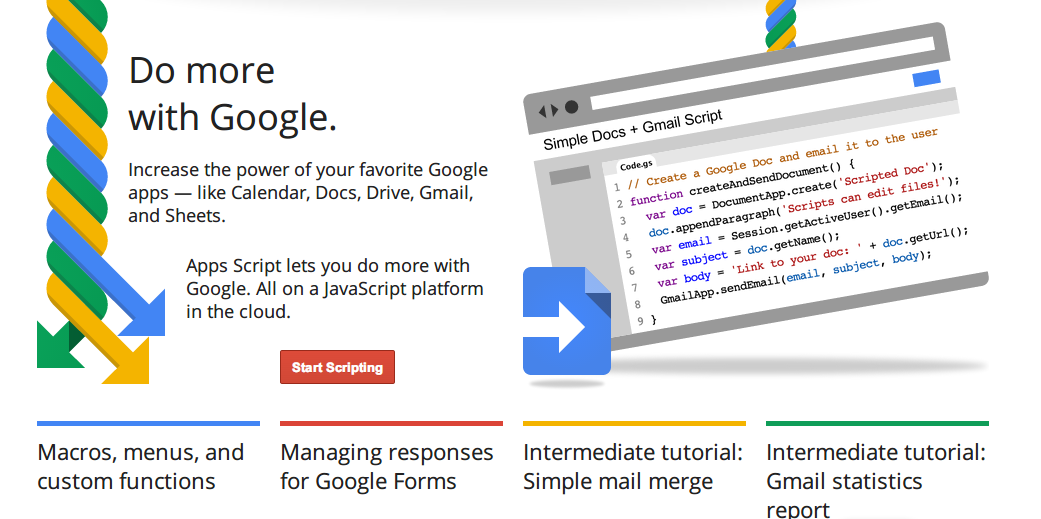 Do more
with Google.
Increase the power of your favorite Google
apps — like Calendar, Docs, Drive, Gmail,
and Sheets.
Apps Script lets you do more with
Google. All on a JavaScript platform
in the cloud.
Start Scripting
Simple Docs + Gmail Script
Code.gs
1 // Create a Google Doc and email it to the user
2 function createAndSendDocument() {
3 var doc = DocumentApp.create('Scripted Doc');
4 doc.appendParagraph('Scripts can edit files!');
5 var email = Session.getActiveUser().getEmail();
6 var subject = doc.getName();
7 var body = 'Link to your doc: ' + doc.getUrl();
8 GmailApp.sendEmail(email, subject, body);
9 }
Macros, menus, and
custom functions
Managing responses
for Google Forms
Intermediate tutorial:
Simple mail merge
Intermediate tutorial:
Gmail statistics
report